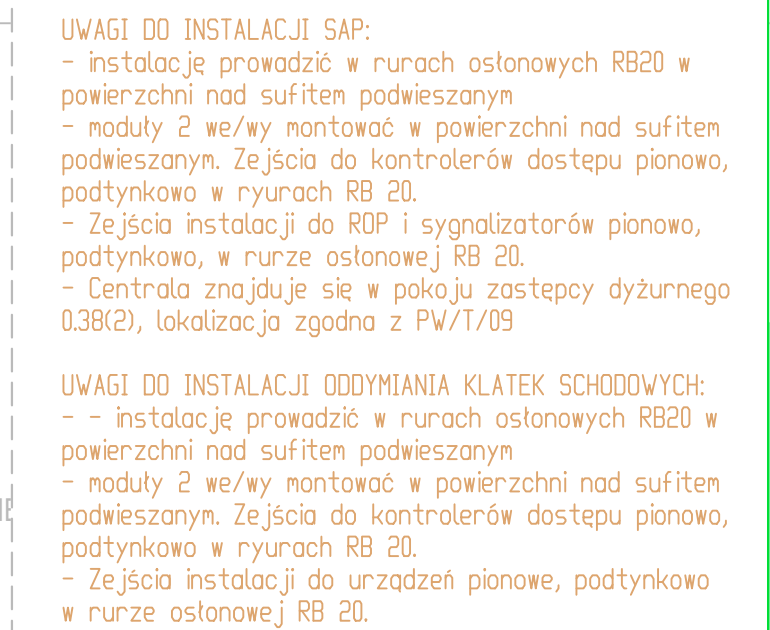 UWAGI DO INSTALACJI SAP:
- instalację prowadzić w rurach osłonowych RB20 w
powierzchni nad sufitem podwieszanym
- moduły 2 we/wy montować w powierzchni nad sufitem
podwieszanym. Zejścia do kontrolerów dostępu pionowo,
podtynkowo w ryurach RB 20.
- Zejścia instalacji do ROP i sygnalizatorów pionowo,
podtynkowo, w rurze osłonowej RB 20.
- Centrala znajduje się w pokoju zastępcy dyżurnego
0.38(2), lokalizacja zgodna z PW/T/09
UWAGI DO INSTALACJI ODDYMIANIA KLATEK SCHODOWYCH:
- - instalację prowadzić w rurach osłonowych RB20 w
powierzchni nad sufitem podwieszanym
- moduły 2 we/wy montować w powierzchni nad sufitem
podwieszanym. Zejścia do kontrolerów dostępu pionowo,
podtynkowo w ryurach RB 20.
- Zejścia instalacji do urządzeń pionowe, podtynkowo
w rurze osłonowej RB 20.